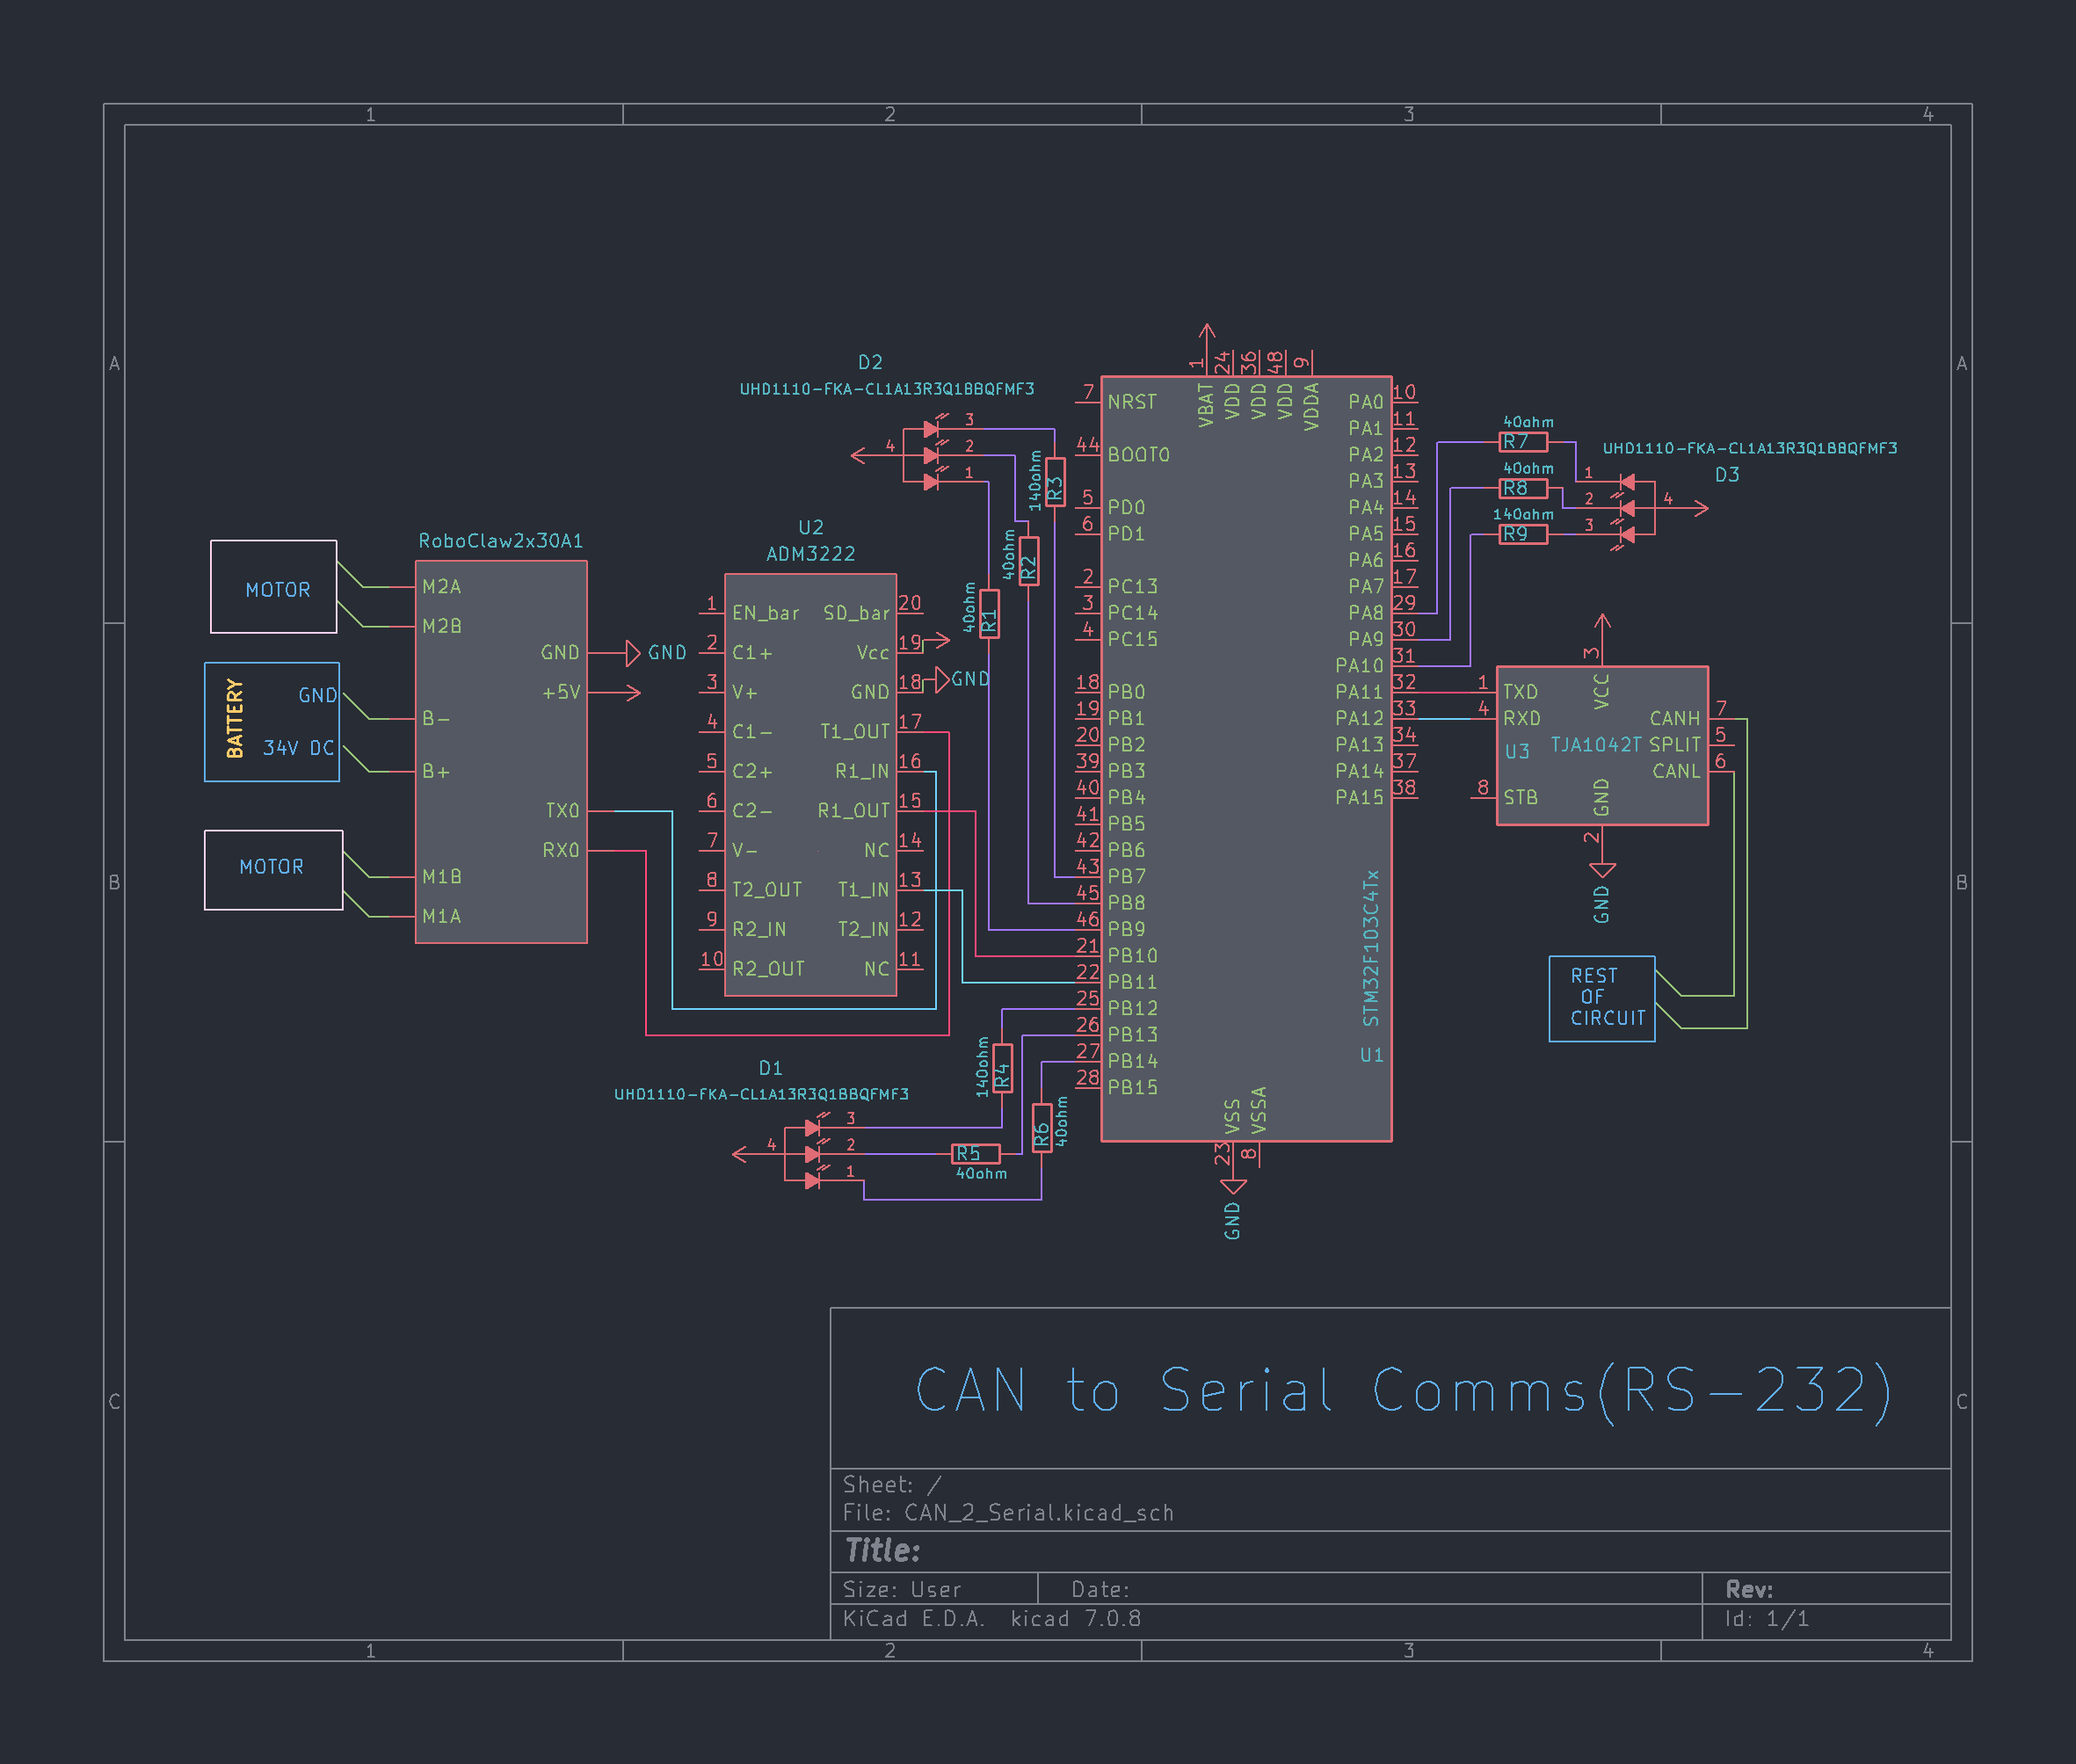 1 2 3 4
A A
B B
C C
1 2 3 4
D2
UHD1110-FKA-CL1A13R3Q1BBQFMF3
3
2
1
4
140ohm
R3
40ohm
R2
40ohm
R1
RoboClaw2x30A1
M2A
M2B
GND
+5V
B-
B+
TX0
RX0
M1B
M1A
GND
MOTOR
BATTERY
GND
34V DC
MOTOR
U2
ADM3222
1 EN_bar SD_bar 20
2 C1+ Vcc 19
3 V+ GND 18
4 C1- T1_OUT 17
5 C2+ R1_IN 16
6 C2- R1_OUT 15
7 V- NC 14
8 T2_OUT T1_IN 13
9 R2_IN T2_IN 12
10 R2_OUT NC 11
GND
D1
UHD1110-FKA-CL1A13R3Q1BBQFMF3
3
2
1
4
140ohm
R4
R5
40ohm
R6
40ohm
1 24 36 48 9
VBAT VDD VDD VDD VDDA
7 NRST
44 BOOT0
5 PD0
6 PD1
2 PC13
3 PC14
4 PC15
18 PB0
19 PB1
20 PB2
39 PB3
40 PB4
41 PB5
42 PB6
43 PB7
45 PB8
46 PB9
21 PB10
22 PB11
25 PB12
26 PB13
27 PB14
28 PB15
PA0 10
PA1 11
PA2 12
PA3 13
PA4 14
PA5 15
PA6 16
PA7 17
PA8 29
PA9 30
PA10 31
PA11 32
PA12 33
PA13 34
PA14 37
PA15 38
STM32F103C4Tx
U1
VSS VSSA
23 8
GND
40ohm
R7
40ohm
R8
140ohm
R9
UHD1110-FKA-CL1A13R3Q1BBQFMF3
D3
1
2
3
4
3
VCC
1 TXD
4 RXD
U3
TJA1042T
8 STB
CANH 7
SPLIT 5
CANL 6
GND
2
GND
REST
OF
CIRCUIT
CAN to Serial Comms(RS-232)
Sheet: /
File: CAN_2_Serial.kicad_sch
Title:
Size: User Date: Rev:
KiCad E.D.A. kicad 7.0.8 Id: 1/1